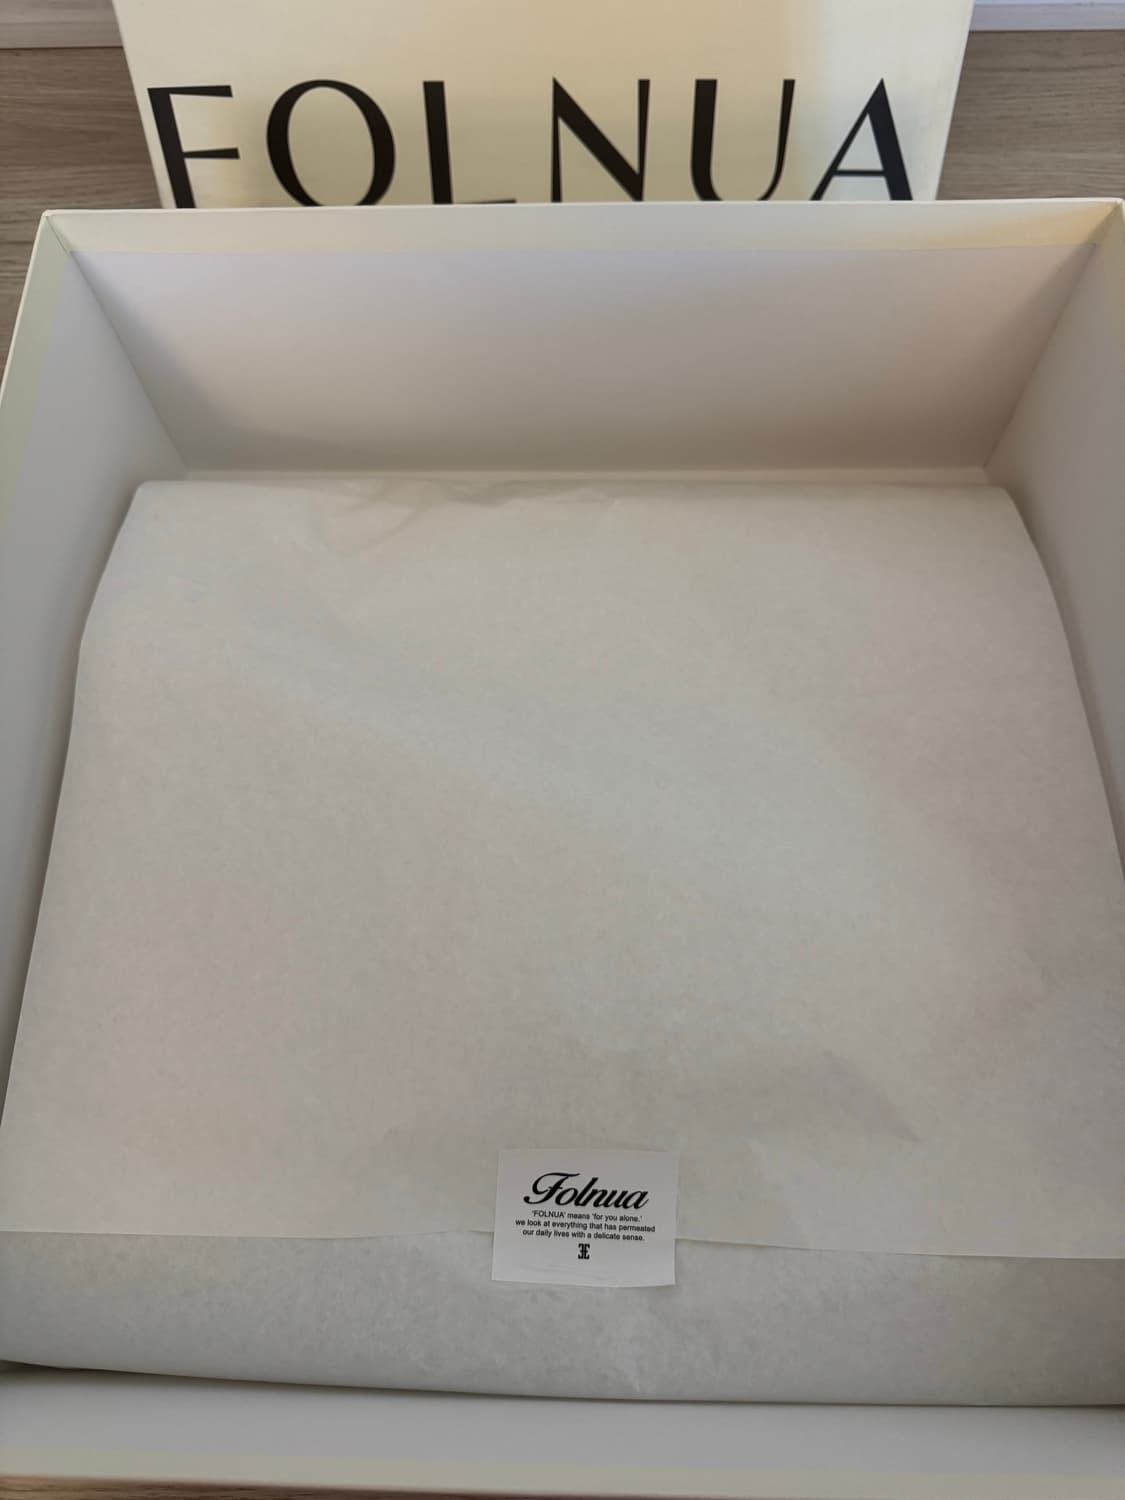 FOLNUA
Folnua
'FOLNUA' means 'for you alone.'
we look at everything that has permeated
our daily lives with a delicate sense.